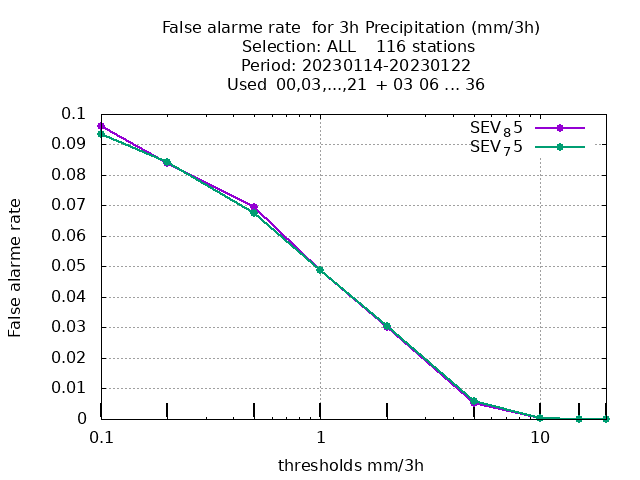 False alarme rate  for 3h Precipitation (mm/3h)
Selection: ALL    116 stations
Period: 20230114-20230122
Used  00,03,...,21  + 03 06 ... 36
SEV₈5
SEV₇5
0.1
0.09
0.08
0.07
0.06
0.05
0.04
0.03
0.02
0.01
0
False alarme rate
0.1 1 10
thresholds mm/3h